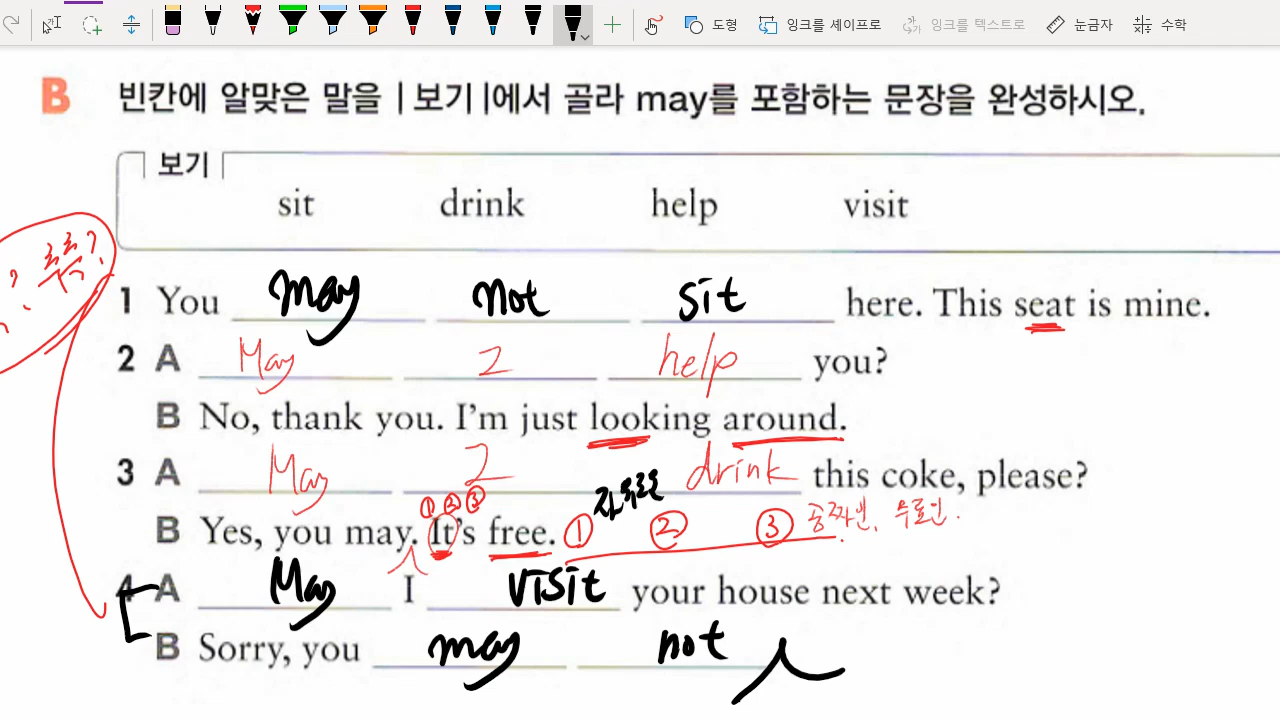 도형 잉크를 셰이프로 잉크를 텍스트로 눈금자 수학
B 빈칸에 알맞은 말을 |보기|에서 골라 may를 포함하는 문장을 완성하시오.
보기
sit drink help visit
1 You may not sit here. This seat is mine.
2 A May I help you?
B No, thank you. I'm just looking around.
3 A May I drink this coke, please?
① ② ③
B Yes, you may. It's free. ① ② ③ 공짜인, 무료인.
4 A May I visit your house next week?
B Sorry, you may not